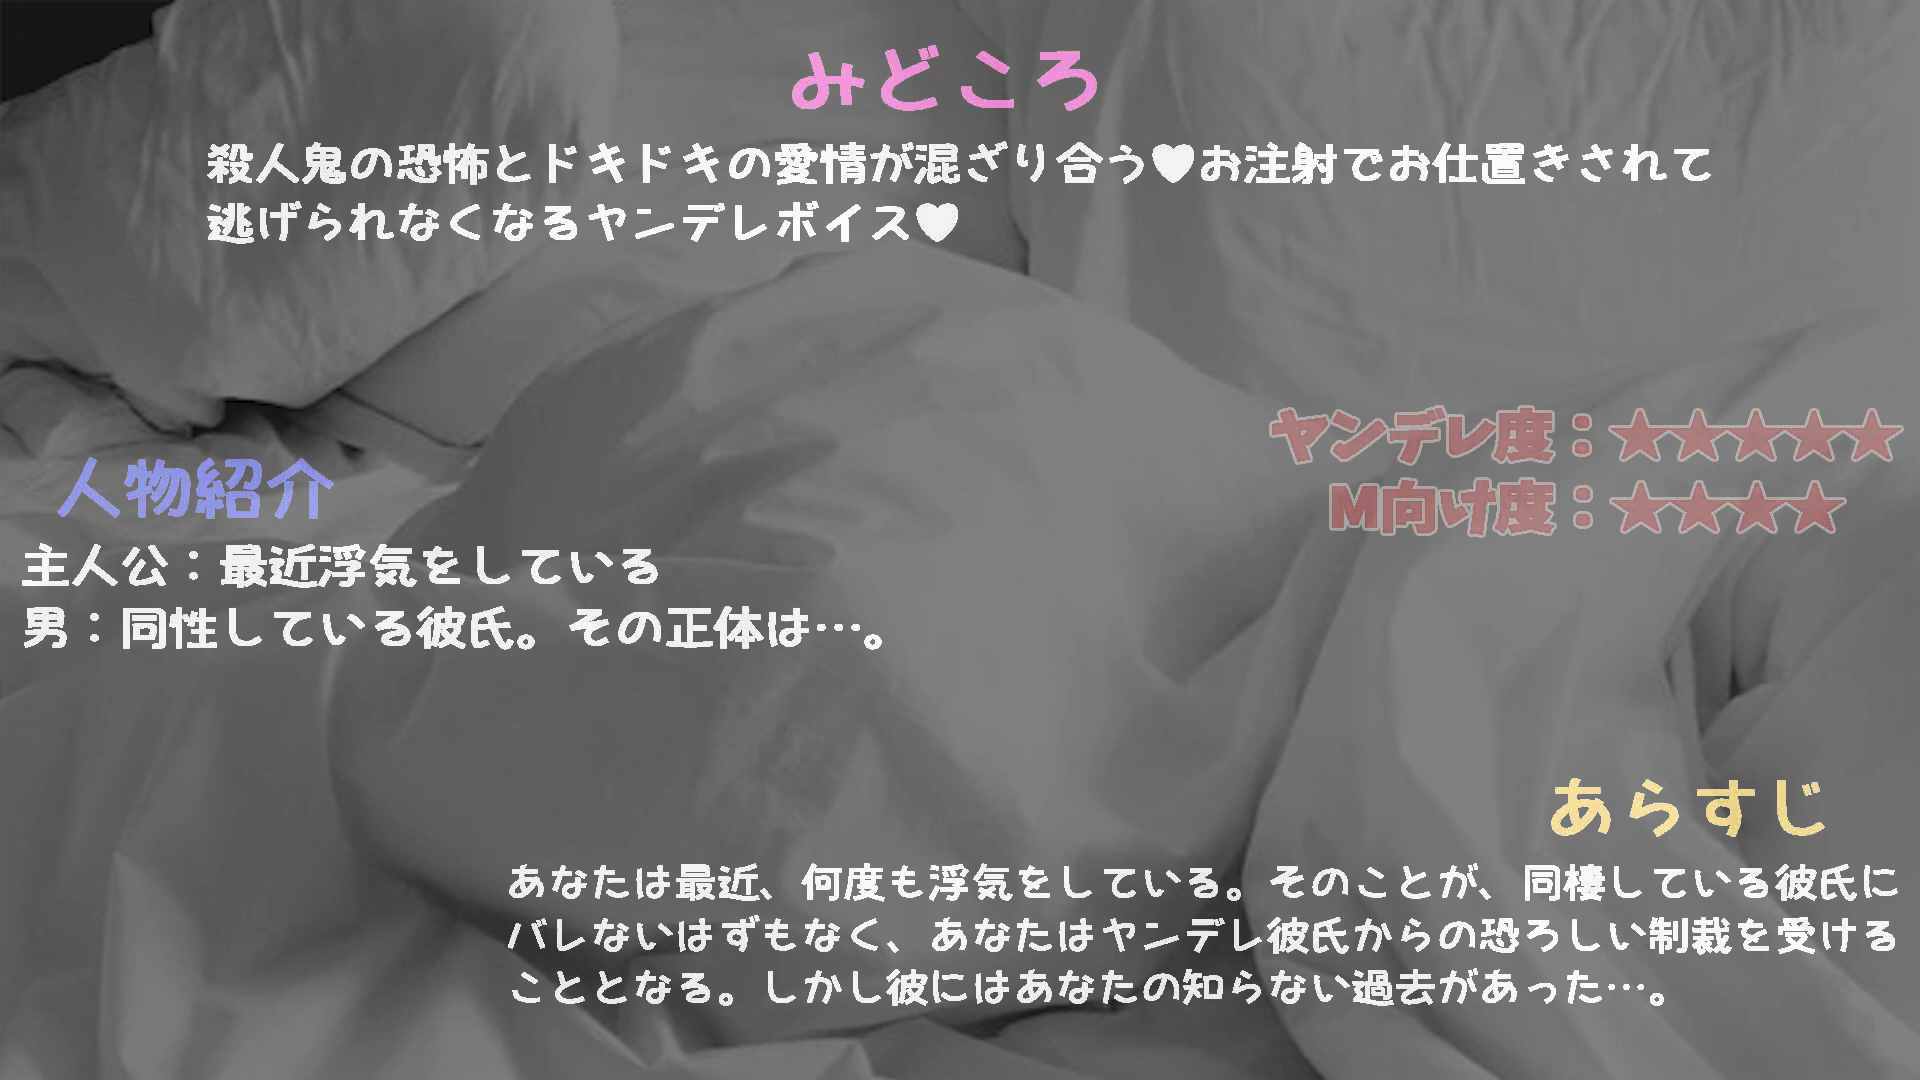 みどころ
殺人鬼の恐怖とドキドキの愛情が混ざり合う♥お注射でお仕置きされて
逃げられなくなるヤンデレボイス♥
ヤンデレ度：★★★★★
M向け度：★★★★
人物紹介
主人公：最近浮気をしている
男：同性している彼氏。その正体は…。
あらすじ
あなたは最近、何度も浮気をしている。そのことが、同棲している彼氏に
バレないはずもなく、あなたはヤンデレ彼氏からの恐ろしい制裁を受ける
こととなる。しかし彼にはあなたの知らない過去があった…。